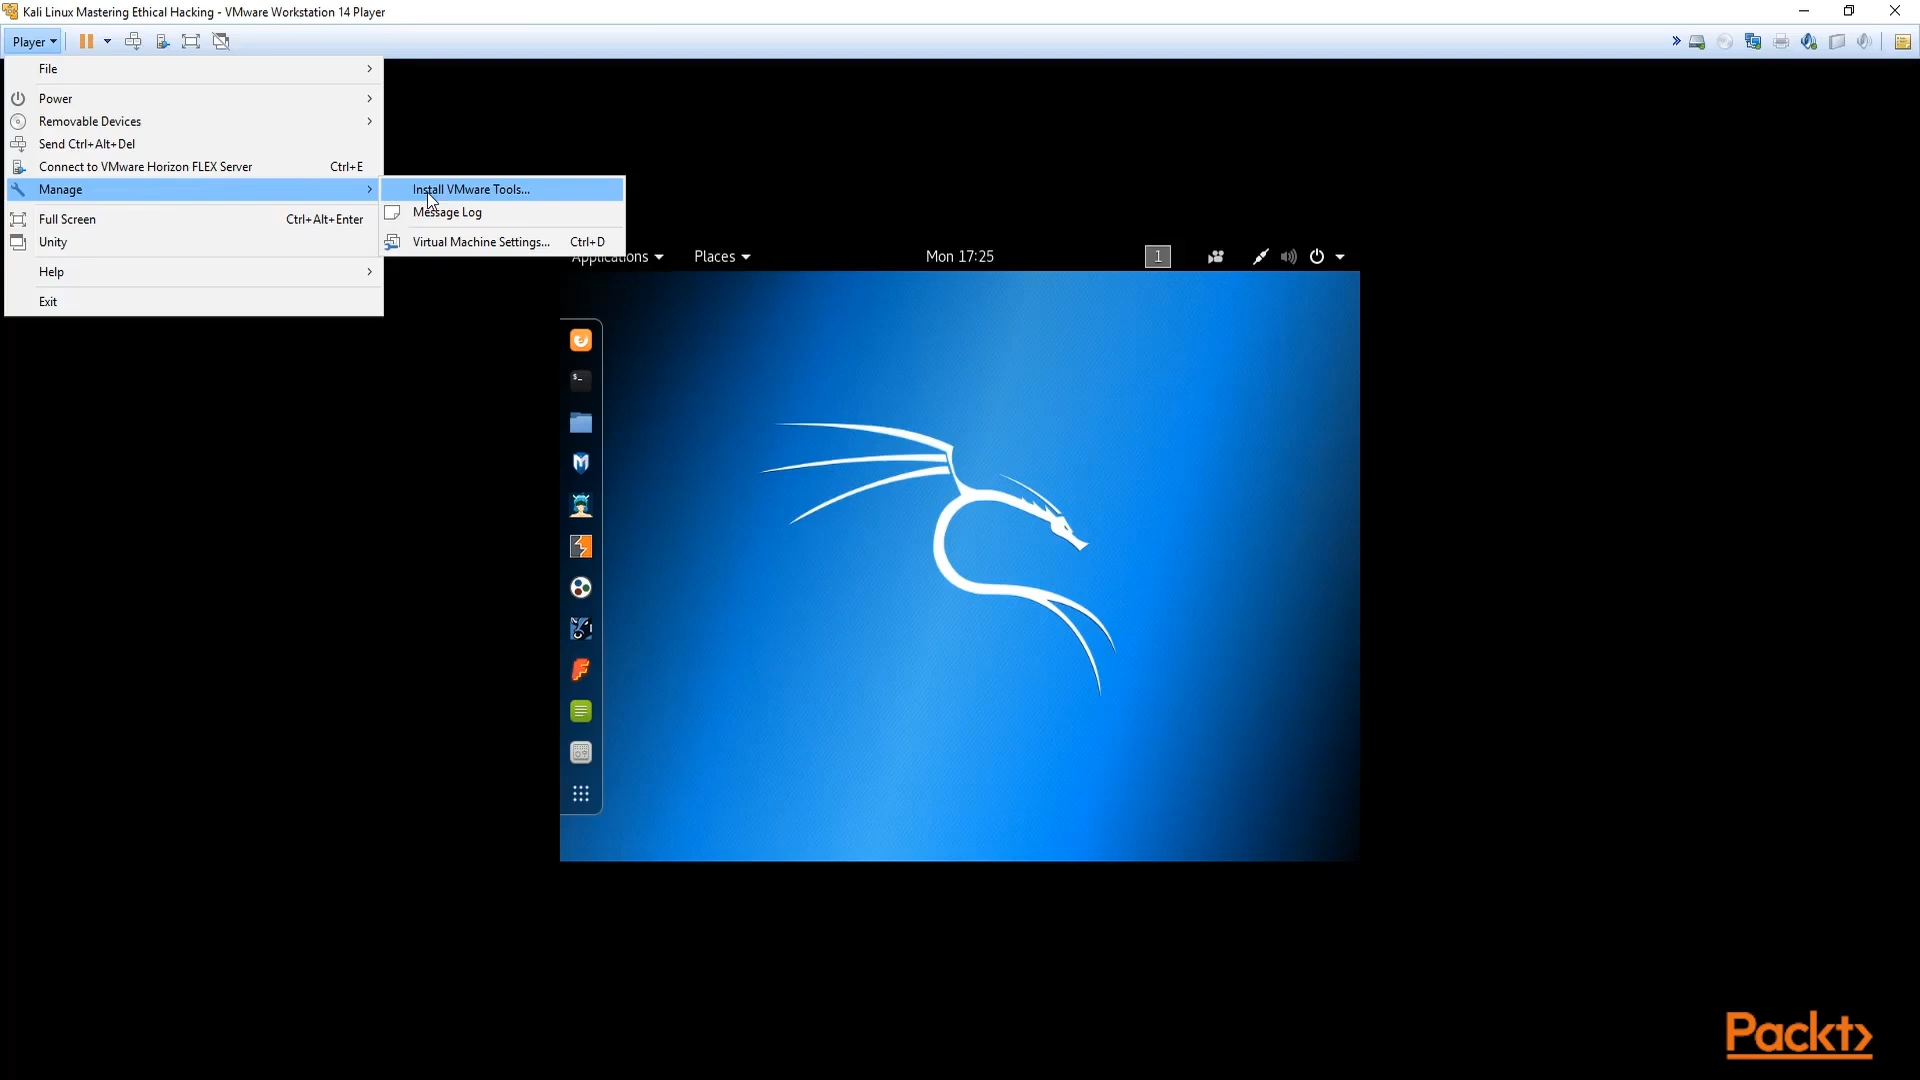 Kali Linux Mastering Ethical Hacking - VMware Workstation 14 Player
Player
File
Power
Removable Devices
Send Ctrl+Alt+Del
Connect to VMware Horizon FLEX Server Ctrl+E
Manage
Install VMware Tools...
Message Log
Full Screen Ctrl+Alt+Enter
Virtual Machine Settings... Ctrl+D
Unity
Applications Places Mon 17:25 1
Help
Exit
$_
Packt>